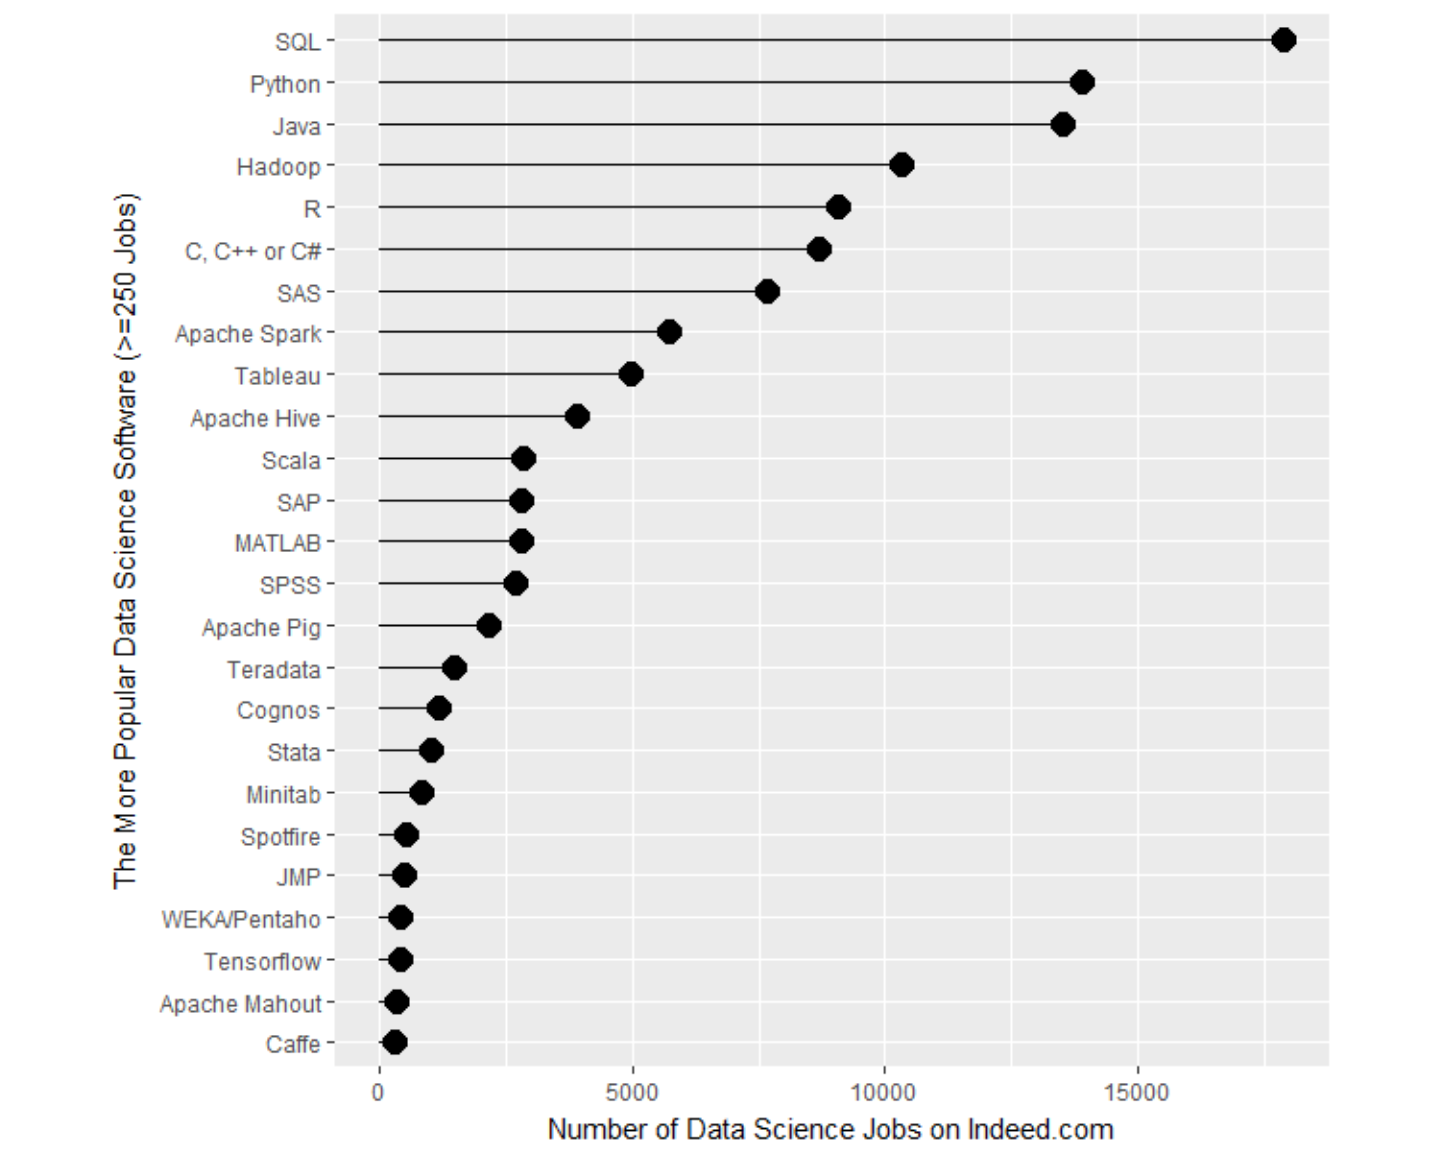 The More Popular Data Science Software (>=250 Jobs)
SQL
Python
Java
Hadoop
R
C, C++ or C#
SAS
Apache Spark
Tableau
Apache Hive
Scala
SAP
MATLAB
SPSS
Apache Pig
Teradata
Cognos
Stata
Minitab
Spotfire
JMP
WEKA/Pentaho
Tensorflow
Apache Mahout
Caffe
0 5000 10000 15000
Number of Data Science Jobs on Indeed.com